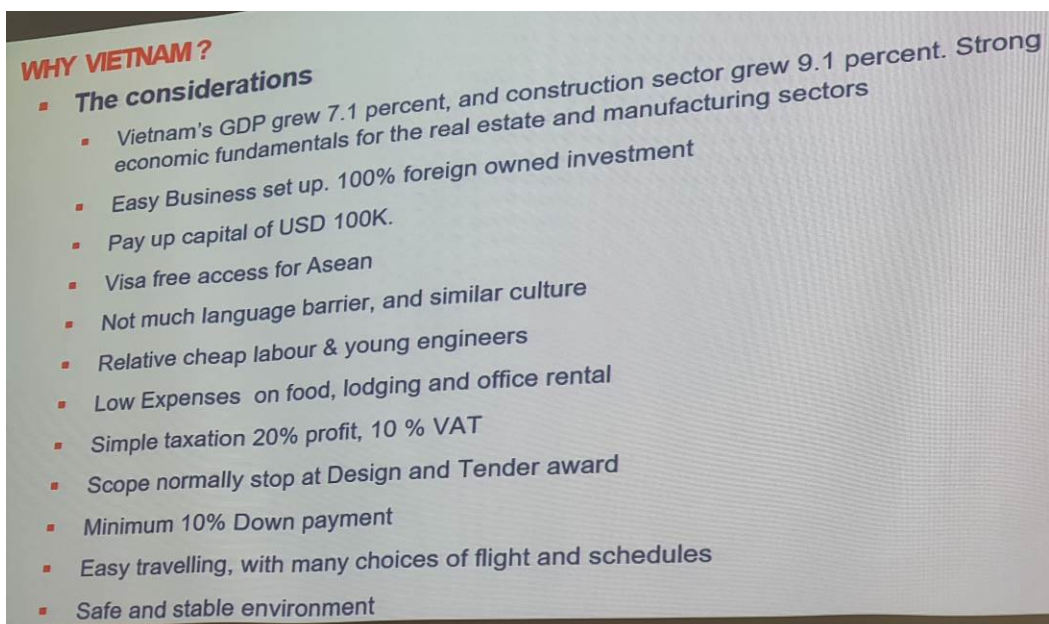 WHY VIETNAM?
▪ The considerations
▪ Vietnam's GDP grew 7.1 percent, and construction sector grew 9.1 percent. Strong
economic fundamentals for the real estate and manufacturing sectors
▪ Easy Business set up. 100% foreign owned investment
▪ Pay up capital of USD 100K.
▪ Visa free access for Asean
▪ Not much language barrier, and similar culture
▪ Relative cheap labour & young engineers
▪ Low Expenses on food, lodging and office rental
▪ Simple taxation 20% profit, 10 % VAT
▪ Scope normally stop at Design and Tender award
▪ Minimum 10% Down payment
▪ Easy travelling, with many choices of flight and schedules
▪ Safe and stable environment